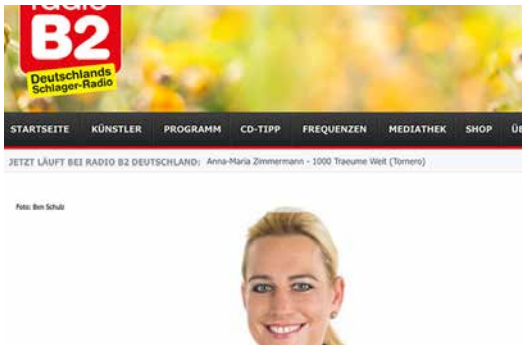 radio
B2
Deutschlands
Schlager-Radio
STARTSEITE KÜNSTLER PROGRAMM CD-TIPP FREQUENZEN MEDIATHEK SHOP ÜB
JETZT LÄUFT BEI RADIO B2 DEUTSCHLAND: Anna-Maria Zimmermann - 1000 Traeume Weit (Tornero)
Foto: Ben Schulz